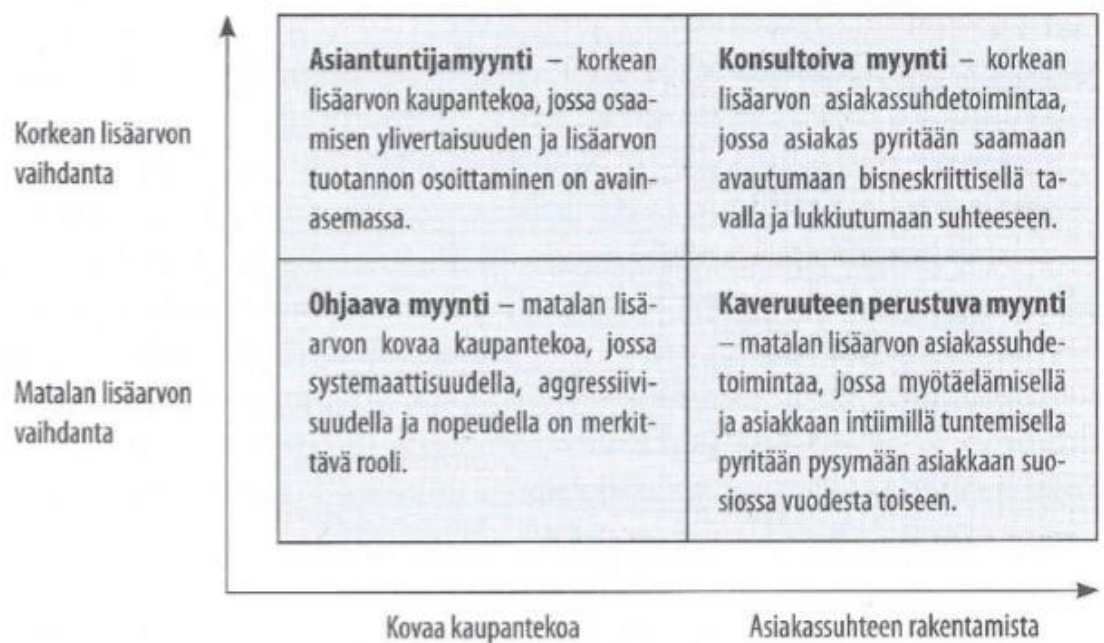 Korkean lisäarvon
vaihdanta
Asiantuntijamyynti – korkean
lisäarvon kaupantekoa, jossa osaa-
misen ylivertaisuuden ja lisäarvon
tuotannon osoittaminen on avain-
asemassa.
Konsultoiva myynti – korkean
lisäarvon asiakassuhdetoimintaa,
jossa asiakas pyritään saamaan
avautumaan bisneskriittisellä ta-
valla ja lukkiutumaan suhteeseen.
Matalan lisäarvon
vaihdanta
Ohjaava myynti – matalan lisä-
arvon kovaa kaupantekoa, jossa
systemaattisuudella, aggressiivi-
suudella ja nopeudella on merkit-
tävä rooli.
Kaveruuteen perustuva myynti
– matalan lisäarvon asiakassuhde-
toimintaa, jossa myötäelämisellä
ja asiakkaan intiimillä tuntemisella
pyritään pysymään asiakkaan suo-
siossa vuodesta toiseen.
Kovaa kaupantekoa
Asiakassuhteen rakentamista